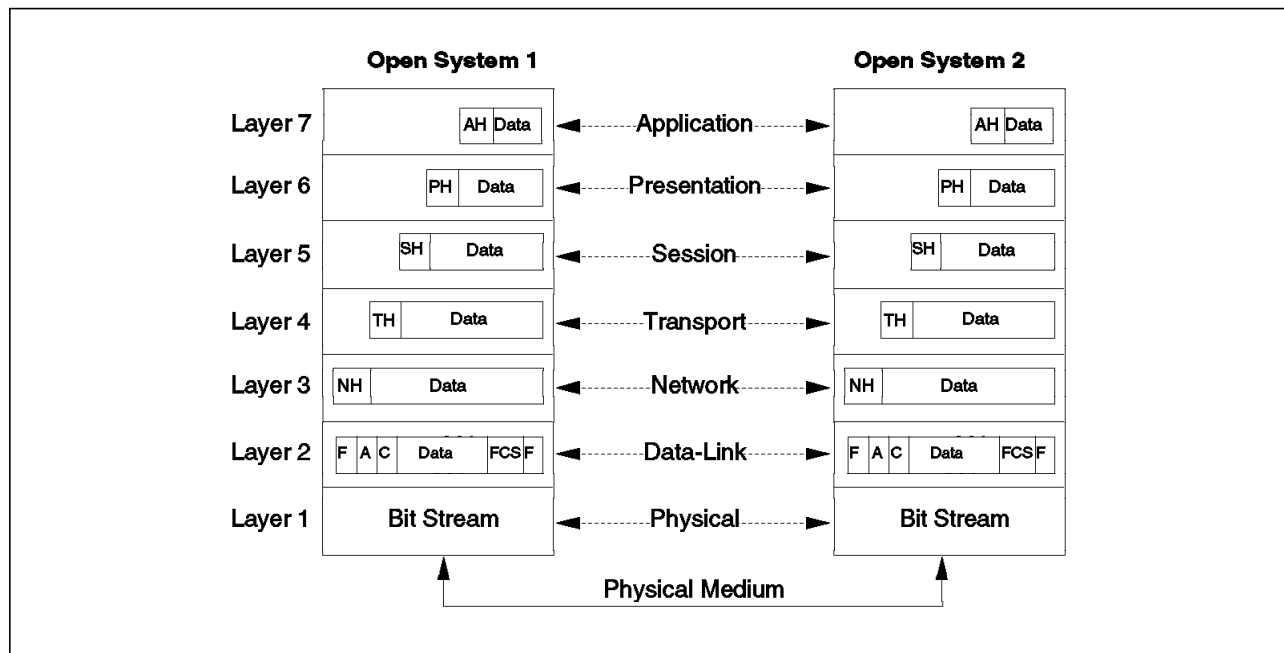 Open System 1 Open System 2
Layer 7 AH Data Application AH Data
Layer 6 PH Data Presentation PH Data
Layer 5 SH Data Session SH Data
Layer 4 TH Data Transport TH Data
Layer 3 NH Data Network NH Data
Layer 2 F A C Data FCS F Data-Link F A C Data FCS F
Layer 1 Bit Stream Physical Bit Stream
Physical Medium